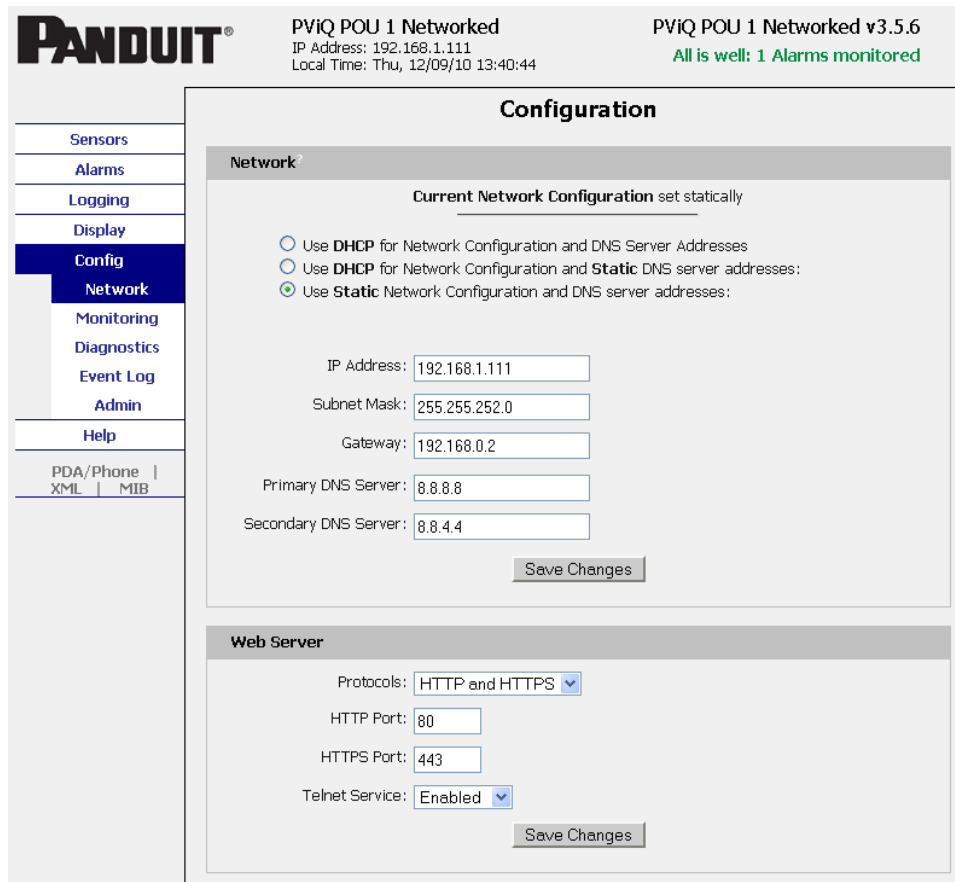 PANDUIT®
PViQ POU 1 Networked
IP Address: 192.168.1.111
Local Time: Thu, 12/09/10 13:40:44
PViQ POU 1 Networked v3.5.6
All is well: 1 Alarms monitored
Sensors
Alarms
Logging
Display
Config
Network
Monitoring
Diagnostics
Event Log
Admin
Help
PDA/Phone |
XML | MIB
Configuration
Network?
Current Network Configuration set statically
Use DHCP for Network Configuration and DNS Server Addresses
Use DHCP for Network Configuration and Static DNS server addresses:
Use Static Network Configuration and DNS server addresses:
IP Address: 192.168.1.111
Subnet Mask: 255.255.252.0
Gateway: 192.168.0.2
Primary DNS Server: 8.8.8.8
Secondary DNS Server: 8.8.4.4
Save Changes
Web Server
Protocols: HTTP and HTTPS
HTTP Port: 80
HTTPS Port: 443
Telnet Service: Enabled
Save Changes